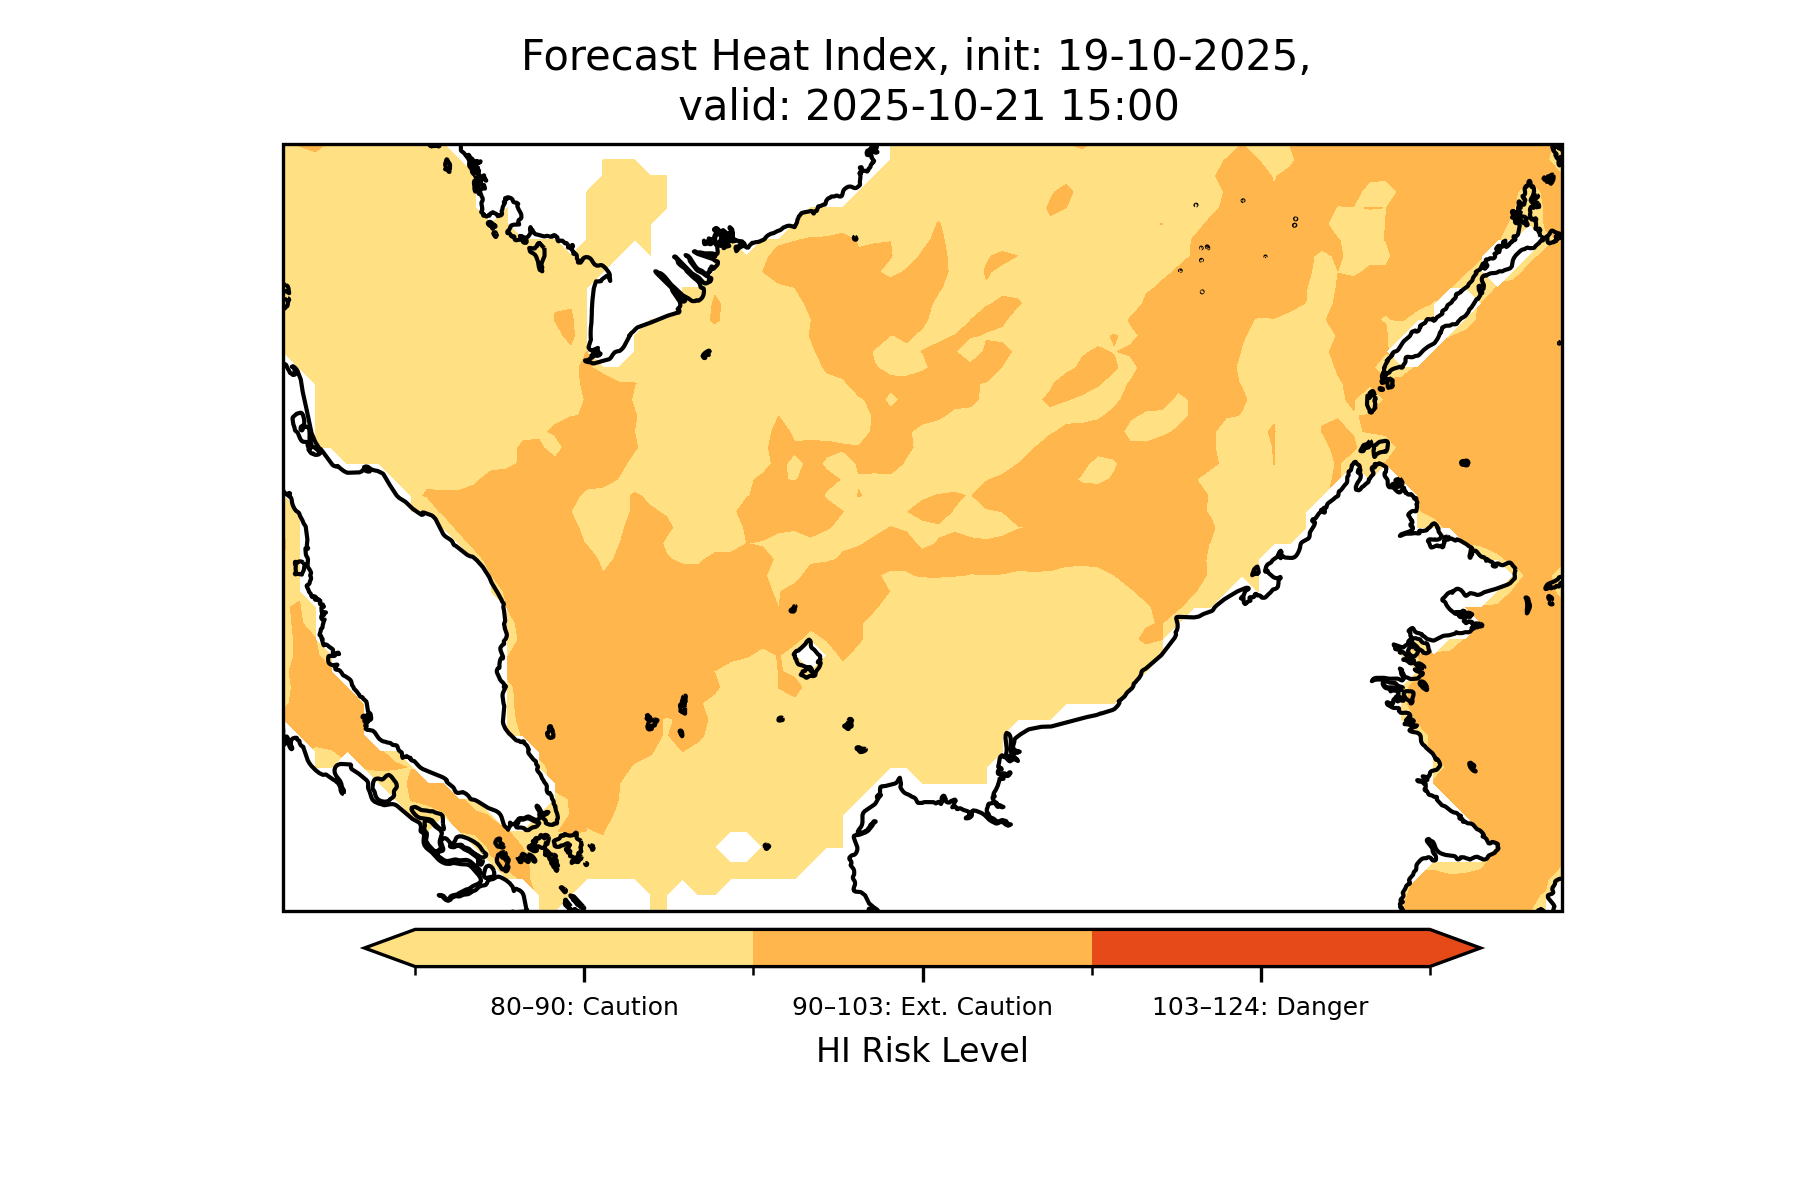 Forecast Heat Index, init: 19-10-2025,
valid: 2025-10-21 15:00
80–90: Caution
90–103: Ext. Caution
103–124: Danger
HI Risk Level